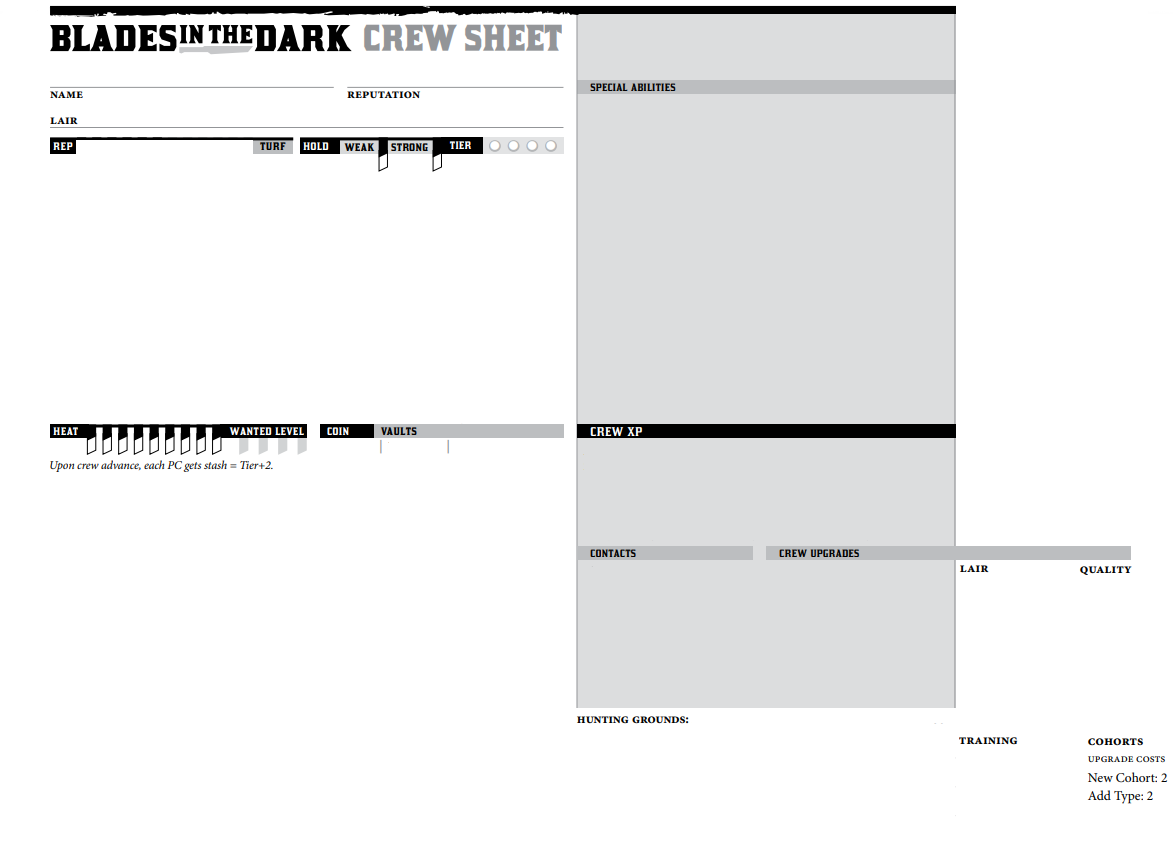 BLADES IN THE DARK CREW SHEET
NAME
REPUTATION
LAIR
REP
TURF
HOLD
WEAK
STRONG
TIER
HEAT
WANTED LEVEL
COIN
VAULTS
Upon crew advance, each PC gets stash = Tier+2.
SPECIAL ABILITIES
CREW XP
CONTACTS
CREW UPGRADES
LAIR
QUALITY
HUNTING GROUNDS:
TRAINING
COHORTS
UPGRADE COSTS
New Cohort: 2
Add Type: 2